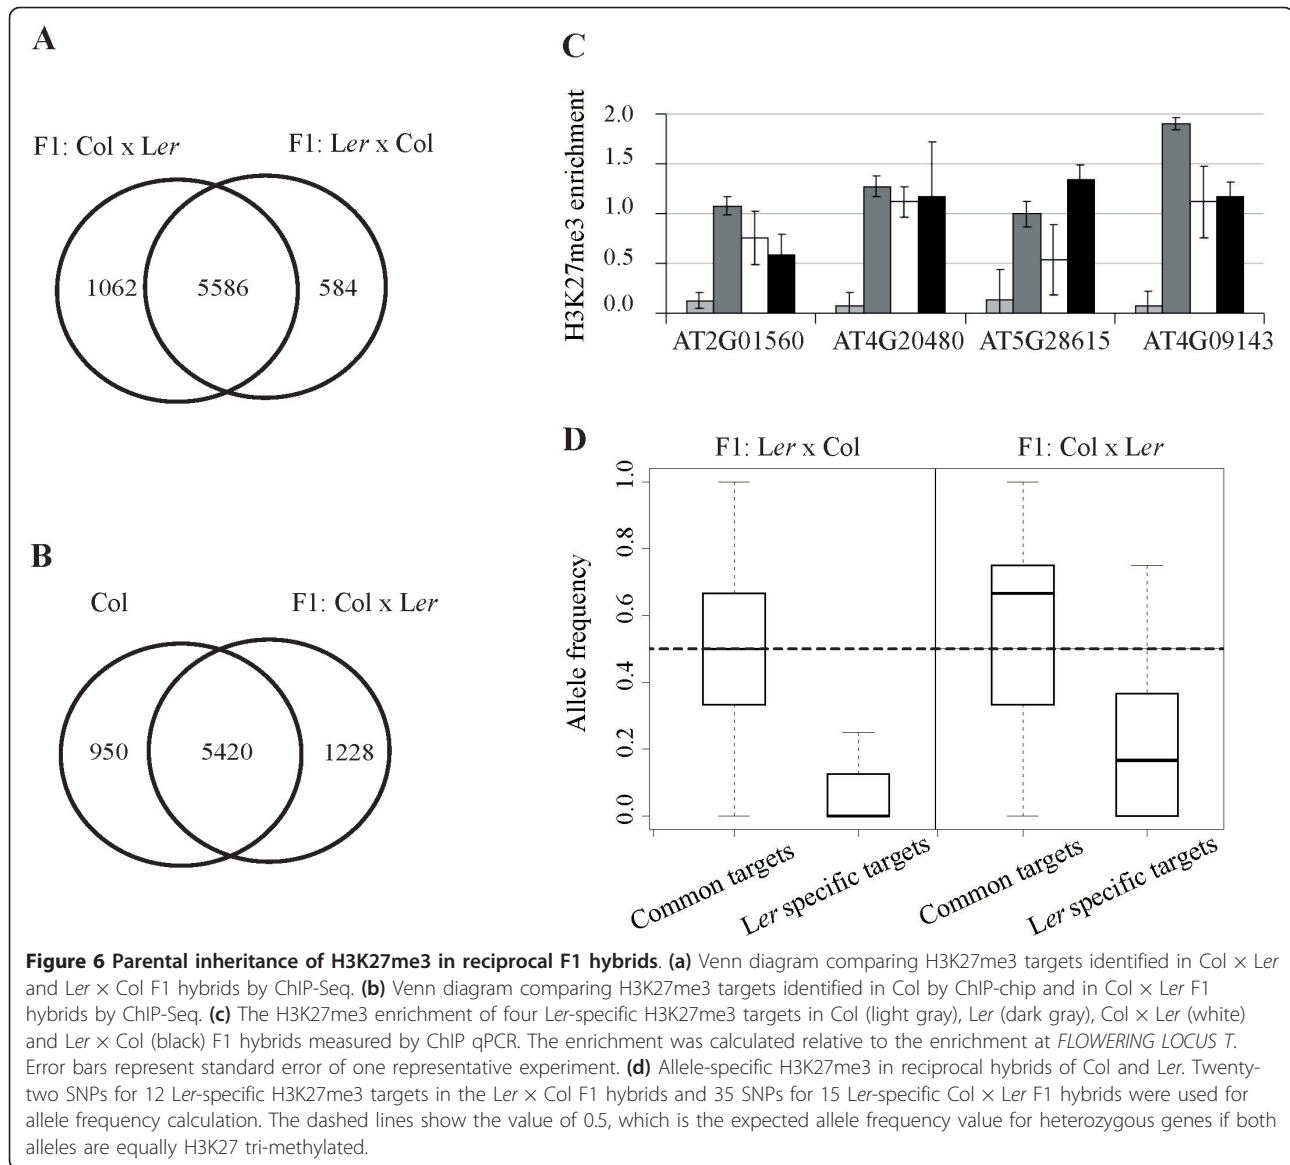 A
F1: Col x Ler
F1: Ler x Col
1062
5586
584
B
Col
F1: Col x Ler
950
5420
1228
C
H3K27me3 enrichment
2.0
1.5
1.0
0.5
0.0
AT2G01560
AT4G20480
AT5G28615
AT4G09143
D
F1: Ler x Col
F1: Col x Ler
Allele frequency
1.0
0.8
0.6
0.4
0.2
0.0
Common targets
Ler specific targets
Common targets
Ler specific targets
Figure 6 Parental inheritance of H3K27me3 in reciprocal F1 hybrids. (a) Venn diagram comparing H3K27me3 targets identified in Col × Ler
and Ler × Col F1 hybrids by ChIP-Seq. (b) Venn diagram comparing H3K27me3 targets identified in Col by ChIP-chip and in Col × Ler F1
hybrids by ChIP-Seq. (c) The H3K27me3 enrichment of four Ler-specific H3K27me3 targets in Col (light gray), Ler (dark gray), Col × Ler (white)
and Ler × Col (black) F1 hybrids measured by ChIP qPCR. The enrichment was calculated relative to the enrichment at FLOWERING LOCUS T.
Error bars represent standard error of one representative experiment. (d) Allele-specific H3K27me3 in reciprocal hybrids of Col and Ler. Twenty-
two SNPs for 12 Ler-specific H3K27me3 targets in the Ler × Col F1 hybrids and 35 SNPs for 15 Ler-specific Col × Ler F1 hybrids were used for
allele frequency calculation. The dashed lines show the value of 0.5, which is the expected allele frequency value for heterozygous genes if both
alleles are equally H3K27 tri-methylated.